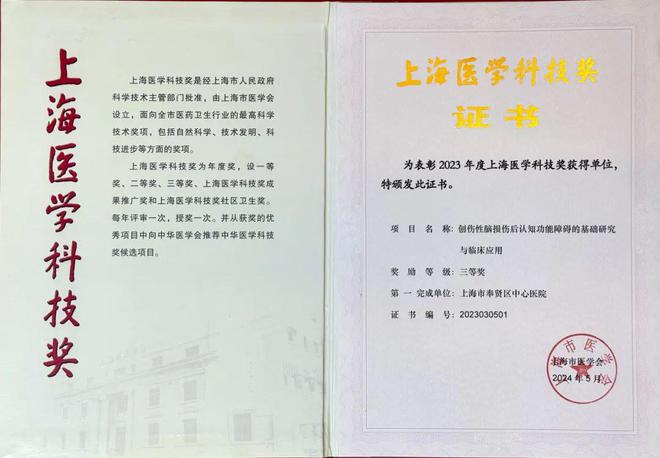 上海医学科技奖
上海医学科技奖是经上海市人民政府
科学技术主管部门批准，由上海市医学会
设立，面向全市医药卫生行业的最高科学
技术奖项，包括自然科学、技术发明、科
技进步等方面的奖项。
上海医学科技奖为年度奖，设一等
奖、二等奖、三等奖、上海医学科技奖成
果推广奖和上海医学科技奖社区卫生奖。
每年评审一次，授奖一次。并从获奖的优
秀项目中向中华医学会推荐中华医学科技
奖候选项目。
上海医学科技奖
证书
为表彰2023年度上海医学科技奖获得单位，
特颁发此证书。
项目名称：创伤性脑损伤后认知功能障碍的基础研究
与临床应用
奖励等级：三等奖
第一完成单位：上海市奉贤区中心医院
证书编号：2023030501
上海市医学会
上海市医学会
2024年5月